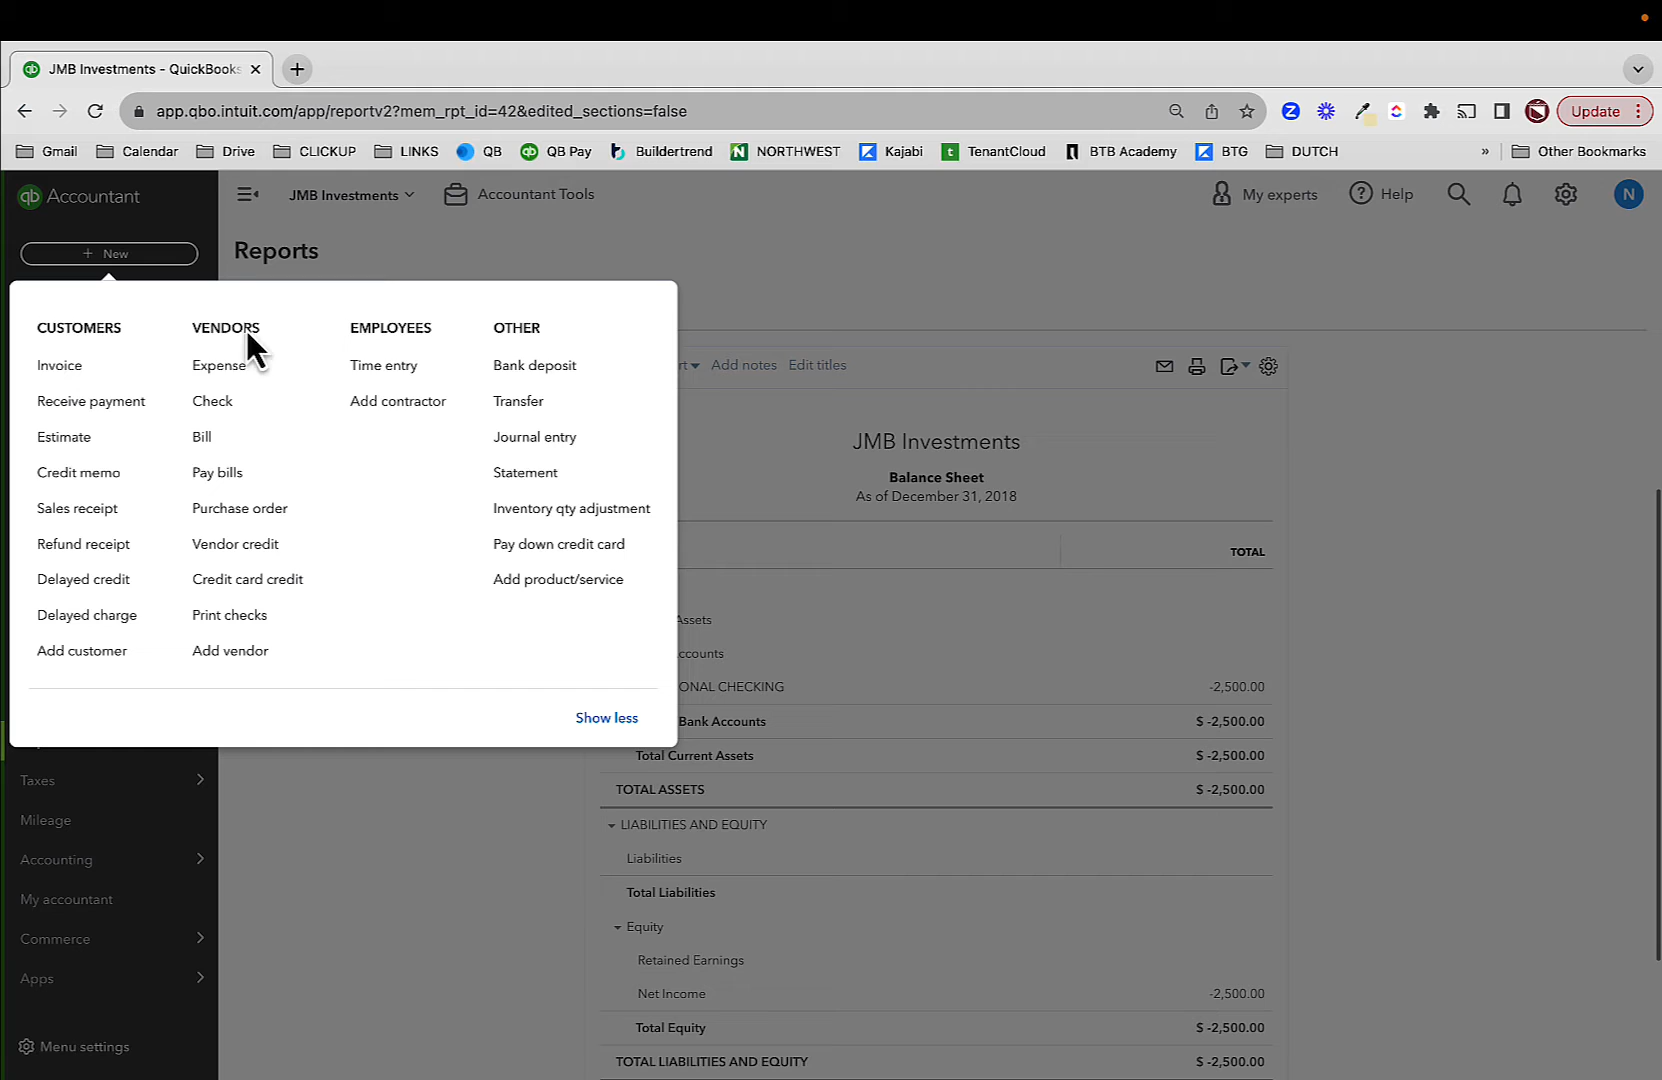 JMB Investments - QuickBooks
app.qbo.intuit.com/app/reportv2?mem_rpt_id=42&edited_sections=false
Update
Gmail
Calendar
Drive
CLICKUP
LINKS
QB
QB Pay
Buildertrend
NORTHWEST
Kajabi
TenantCloud
BTB Academy
BTG
DUTCH
»
Other Bookmarks
qb Accountant
JMB Investments
Accountant Tools
My experts
Help
N
+ New
Reports
CUSTOMERS
Invoice
Receive payment
Estimate
Credit memo
Sales receipt
Refund receipt
Delayed credit
Delayed charge
Add customer
VENDORS
Expense
Check
Bill
Pay bills
Purchase order
Vendor credit
Credit card credit
Print checks
Add vendor
EMPLOYEES
Time entry
Add contractor
OTHER
Bank deposit
Transfer
Journal entry
Statement
Inventory qty adjustment
Pay down credit card
Add product/service
Show less
Taxes
Mileage
Accounting
My accountant
Commerce
Apps
Menu settings
rt
Add notes
Edit titles
JMB Investments
Balance Sheet
As of December 31, 2018
TOTAL
Assets
ccounts
ONAL CHECKING -2,500.00
Bank Accounts $ -2,500.00
Total Current Assets $ -2,500.00
TOTAL ASSETS $ -2,500.00
LIABILITIES AND EQUITY
Liabilities
Total Liabilities
Equity
Retained Earnings
Net Income -2,500.00
Total Equity $ -2,500.00
TOTAL LIABILITIES AND EQUITY $ -2,500.00